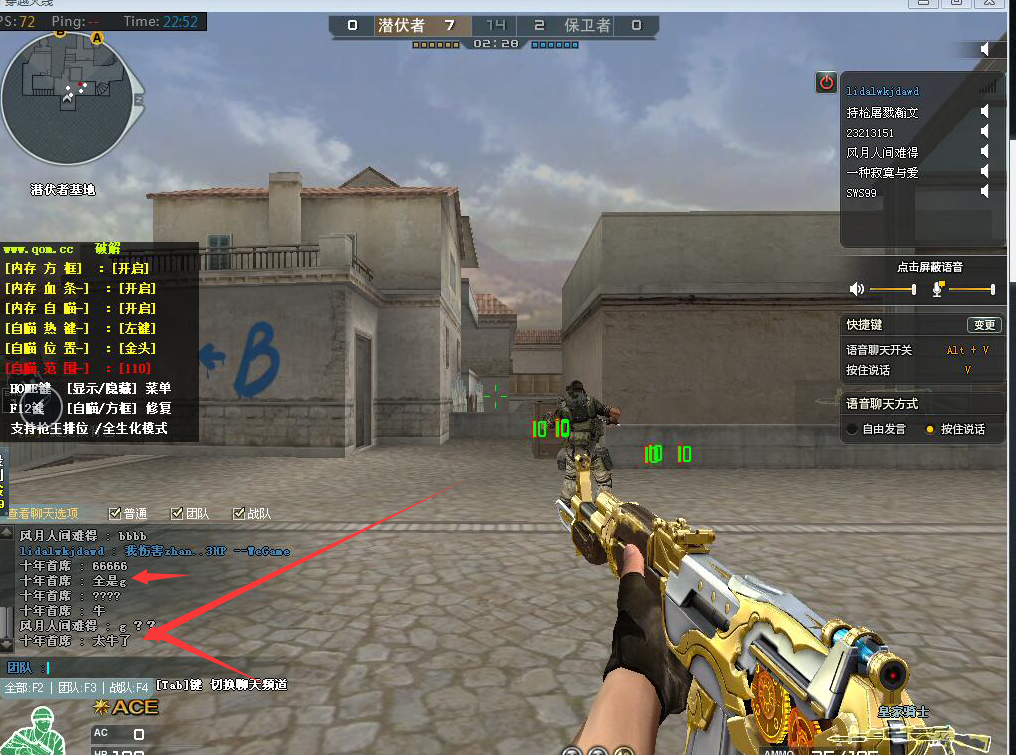 PS:72 Ping:-- Time: 22:52
0 潜伏者 7 14 2 保卫者 0
02:28
B A
潜伏者基地
lidalwkjdawd
持枪屠戮瀚文
23213151
风月人间难得
一种寂寞与爱
SWS99
点击屏蔽语音
快捷键 变更
语音聊天开关 Alt + V
按住说话 V
语音聊天方式
自由发言 按住说话
www.qom.cc 破解
[内存 方 框] : [开启]
[内存 血 条-] : [开启]
[内存 自 瞄-] : [开启]
[自瞄 热 键-] : [左键]
[自瞄 位 置-] : [金头]
[自瞄 范 围-] : [110]
HOME键 [显示/隐藏] 菜单
F12键 [自瞄/方框] 修复
支持枪王排位 /全生化模式
B
查看聊天选项 普通 团队 战队
风月人间难得 : bbbb
lidalwkjdawd : 我伤害zhan..3HP --WeGame
十年首席 : 66666
十年首席 : 全是g
十年首席 : ????
十年首席 : 牛
风月人间难得 : g ? ?
十年首席 : 太牛了
团队 :
全部:F2 | 团队:F3 | 战队:F4 [Tab]键 切换聊天频道
ACE
AC 0
HP 100
皇家骑士
AMMO